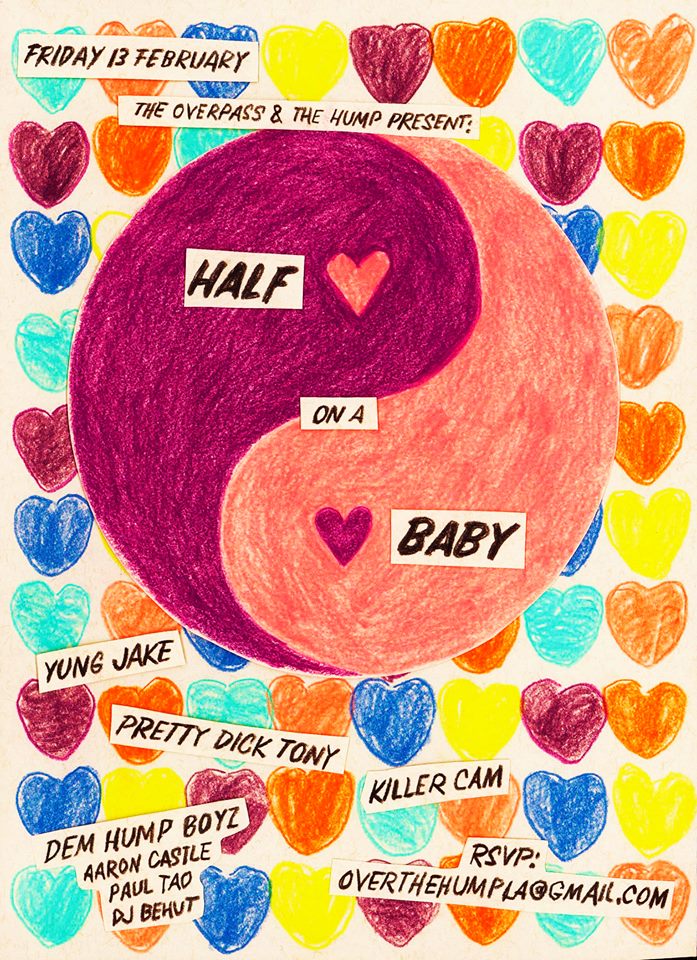 FRIDAY 13 FEBRUARY
THE OVERPASS & THE HUMP PRESENT:
HALF
ON A
BABY
YUNG JAKE
PRETTY DICK TONY
KILLER CAM
DEM HUMP BOYZ
AARON CASTLE
PAUL TAO
DJ BEHUT
RSVP:
OVERTHEHUMPLA@GMAIL.COM